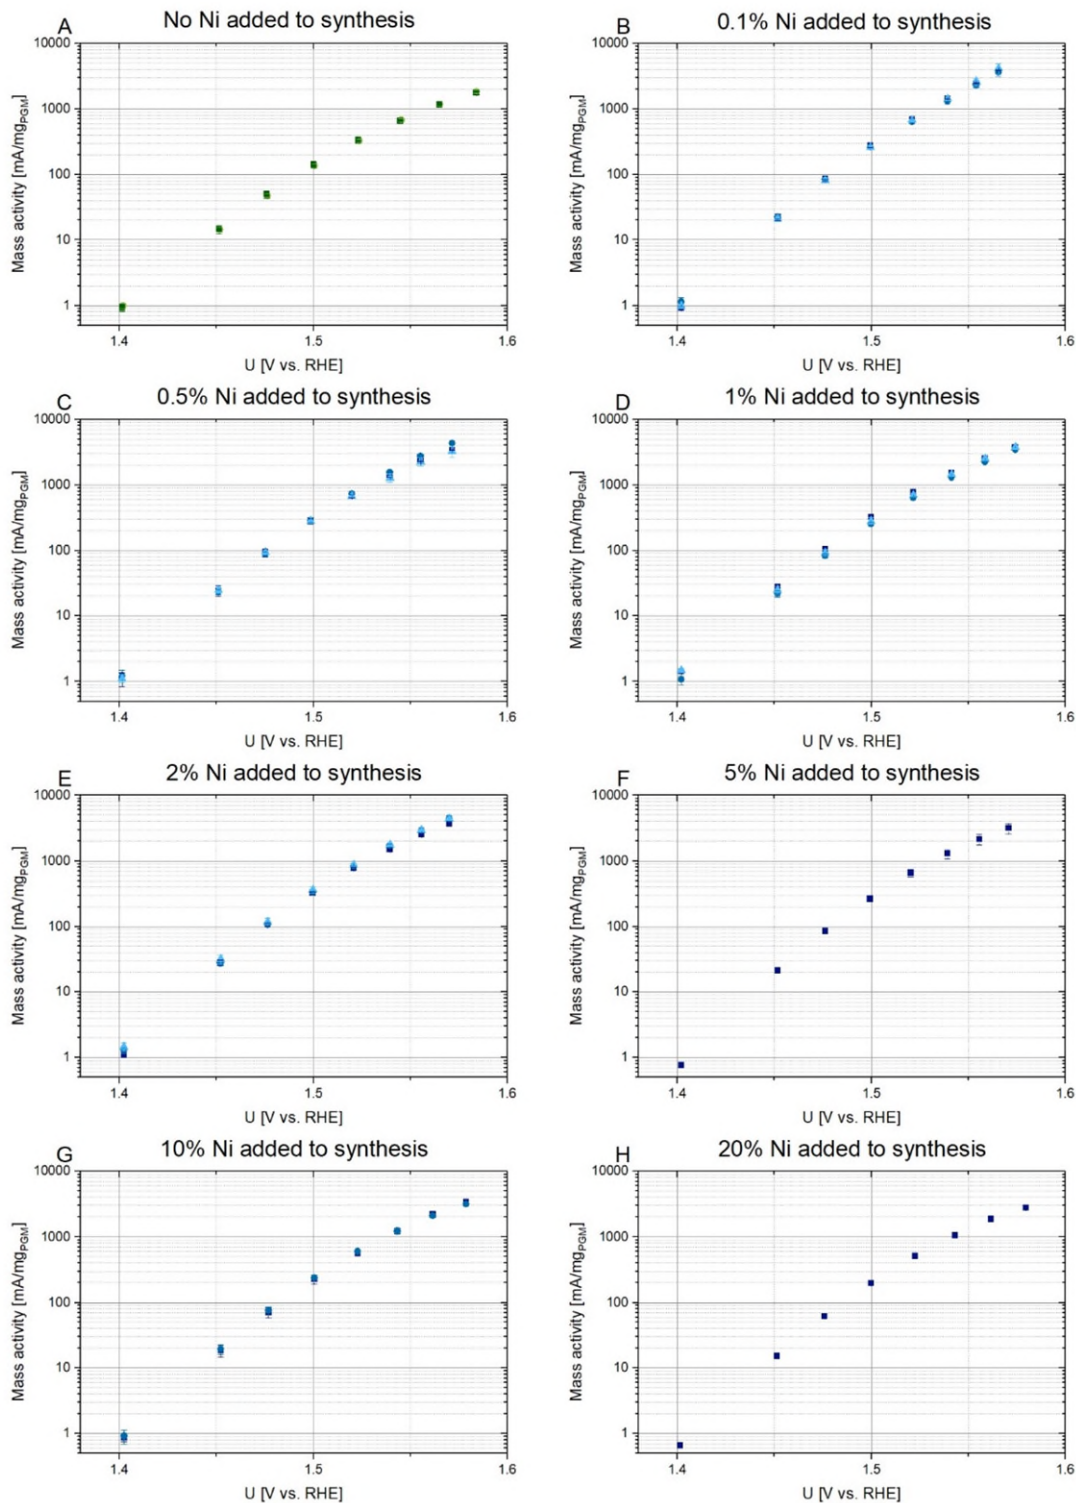 A No Ni added to synthesis
10000
1000
100
10
1
Mass activity [mA/mgPGM]
1.4 1.5 1.6
U [V vs. RHE]
B 0.1% Ni added to synthesis
10000
1000
100
10
1
Mass activity [mA/mgPGM]
1.4 1.5 1.6
U [V vs. RHE]
C 0.5% Ni added to synthesis
10000
1000
100
10
1
Mass activity [mA/mgPGM]
1.4 1.5 1.6
U [V vs. RHE]
D 1% Ni added to synthesis
10000
1000
100
10
1
Mass activity [mA/mgPGM]
1.4 1.5 1.6
U [V vs. RHE]
E 2% Ni added to synthesis
10000
1000
100
10
1
Mass activity [mA/mgPGM]
1.4 1.5 1.6
U [V vs. RHE]
F 5% Ni added to synthesis
10000
1000
100
10
1
Mass activity [mA/mgPGM]
1.4 1.5 1.6
U [V vs. RHE]
G 10% Ni added to synthesis
10000
1000
100
10
1
Mass activity [mA/mgPGM]
1.4 1.5 1.6
U [V vs. RHE]
H 20% Ni added to synthesis
10000
1000
100
10
1
Mass activity [mA/mgPGM]
1.4 1.5 1.6
U [V vs. RHE]